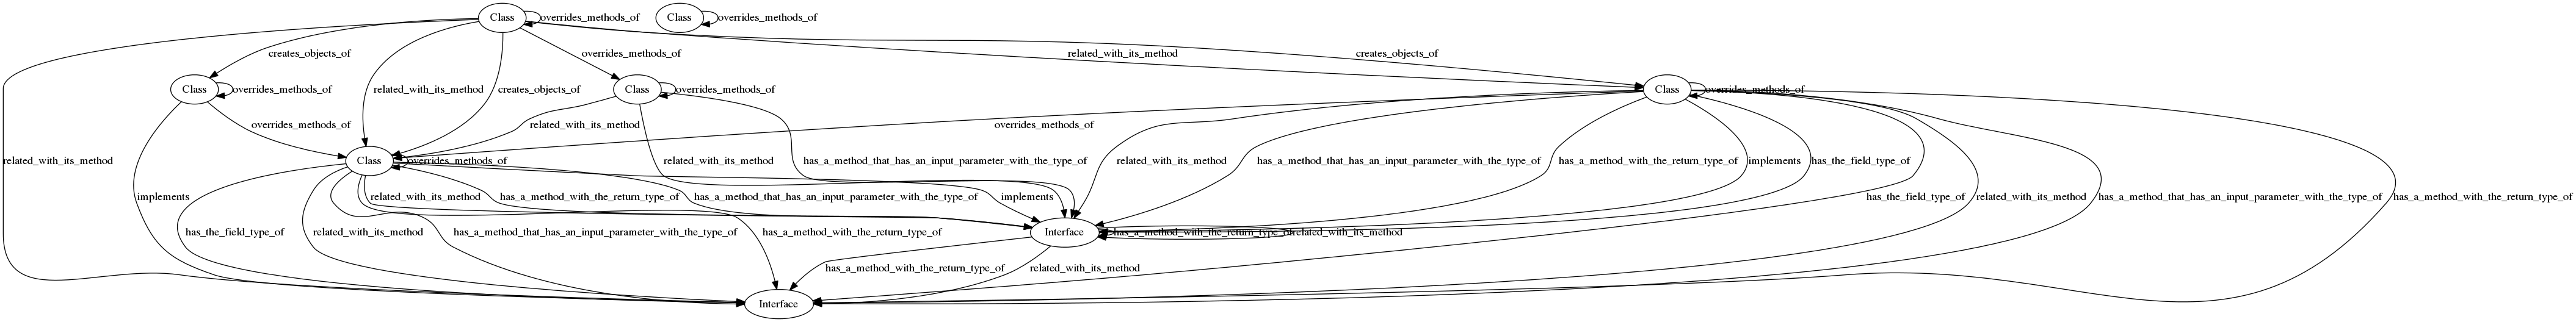 Class
overrides_methods_of
Class
overrides_methods_of
creates_objects_of
overrides_methods_of
related_with_its_method
creates_objects_of
Class
overrides_methods_of
related_with_its_method
creates_objects_of
Class
overrides_methods_of
Class
overrides_methods_of
overrides_methods_of
related_with_its_method
overrides_methods_of
related_with_its_method
Class
overrides_methods_of
related_with_its_method
has_a_method_that_has_an_input_parameter_with_the_type_of
related_with_its_method
has_a_method_that_has_an_input_parameter_with_the_type_of
has_a_method_with_the_return_type_of
implements
has_the_field_type_of
implements
related_with_its_method
has_a_method_with_the_return_type_of
has_a_method_that_has_an_input_parameter_with_the_type_of
implements
has_the_field_type_of
related_with_its_method
has_a_method_that_has_an_input_parameter_with_the_type_of
has_a_method_with_the_return_type_of
has_the_field_type_of
related_with_its_method
has_a_method_that_has_an_input_parameter_with_the_type_of
has_a_method_with_the_return_type_of
Interface
has_a_method_with_the_return_type_of
related_with_its_method
has_a_method_with_the_return_type_of
related_with_its_method
Interface